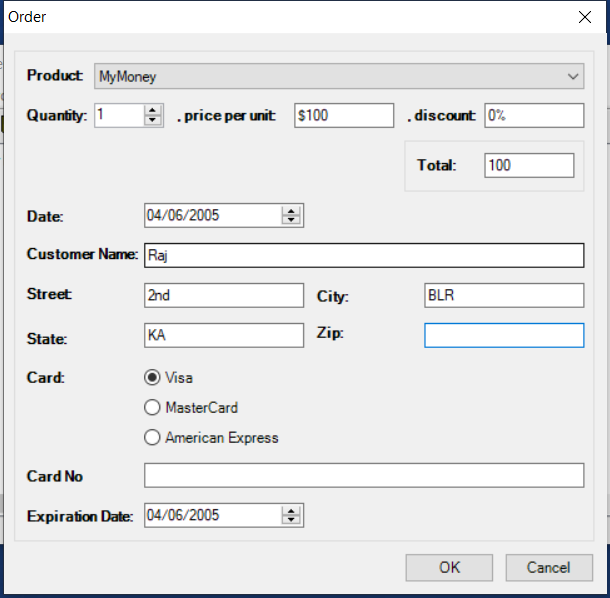 Order
Product: MyMoney
Quantity: 1 . price per unit: $100 . discount: 0%
Total: 100
Date: 04/06/2005
Customer Name: Raj
Street: 2nd City: BLR
State: KA Zip:
Card: Visa
MasterCard
American Express
Card No
Expiration Date: 04/06/2005
OK Cancel